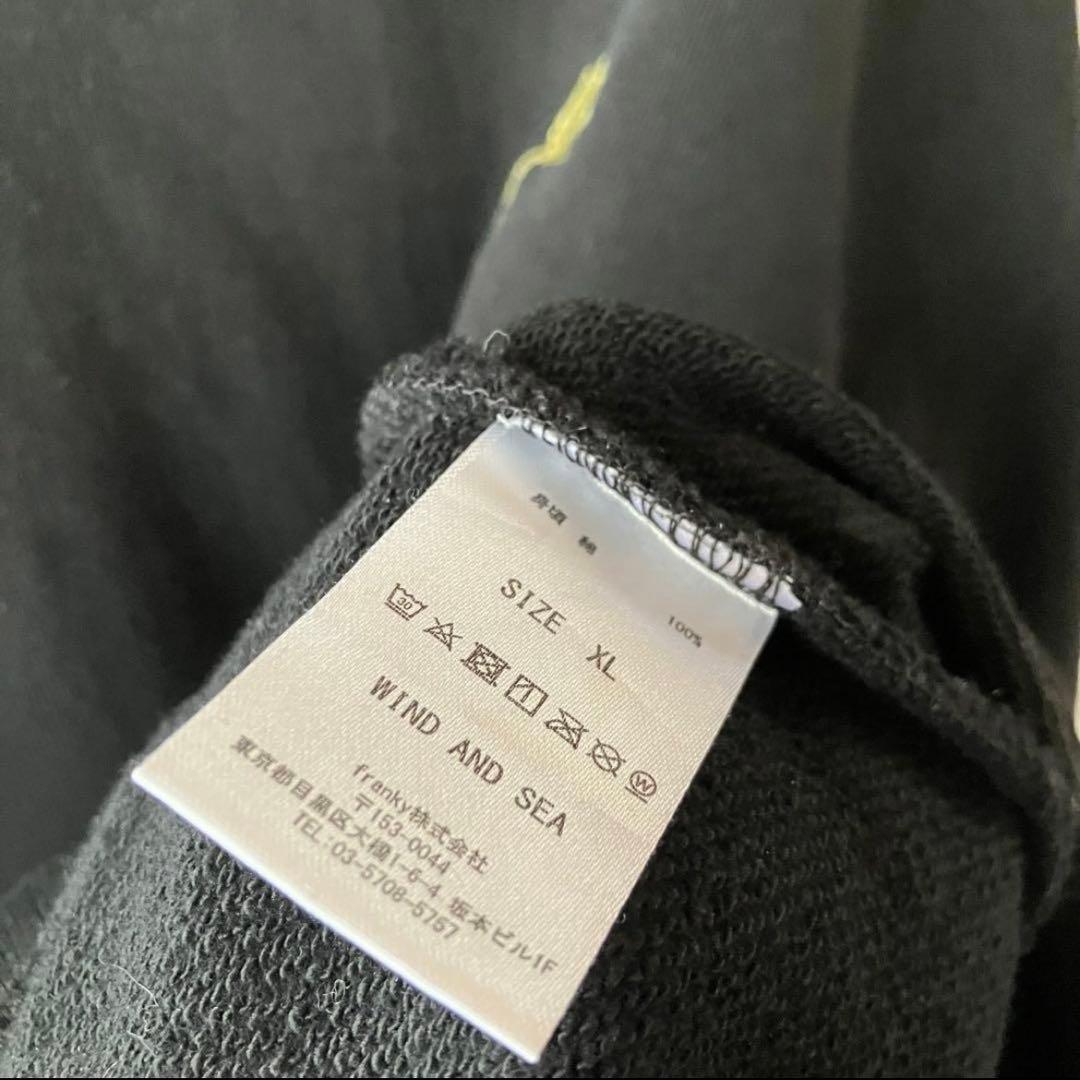 身頃 綿 100%
SIZE XL
30
W
WIND AND SEA
franky株式会社
〒153-0044
東京都目黒区大橋1-6-4 坂本ビル1F
TEL:03-5708-5757